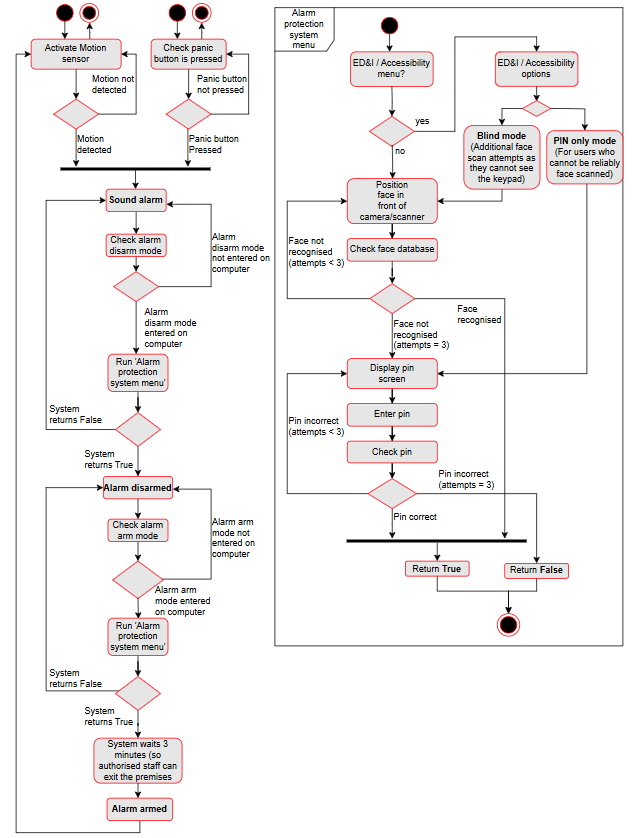 Activate Motion
sensor
Motion not
detected
Motion
detected
Check panic
button is pressed
Panic button
not pressed
Panic button
Pressed
Sound alarm
Check alarm
disarm mode
Alarm
disarm mode
not entered on
computer
Alarm
disarm mode
entered on
computer
Run 'Alarm
protection
system menu'
System
returns False
System
returns True
Alarm disarmed
Check alarm
arm mode
Alarm arm
mode not
entered on
computer
Alarm arm
mode entered
on computer
Run 'Alarm
protection
system menu'
System
returns False
System
returns True
System waits 3
minutes (so
authorised staff can
exit the premises
Alarm armed
Alarm
protection
system
menu
ED&I / Accessibility
menu?
yes
no
ED&I / Accessibility
options
Blind mode
(Additional face
scan attempts as
they cannot see
the keypad)
PIN only mode
(For users who
cannot be reliably
face scanned)
Position
face in
front of
camera/scanner
Check face database
Face not
recognised
(attempts < 3)
Face
recognised
Face not
recognised
(attempts = 3)
Display pin
screen
Enter pin
Check pin
Pin incorrect
(attempts < 3)
Pin incorrect
(attempts = 3)
Pin correct
Return True
Return False